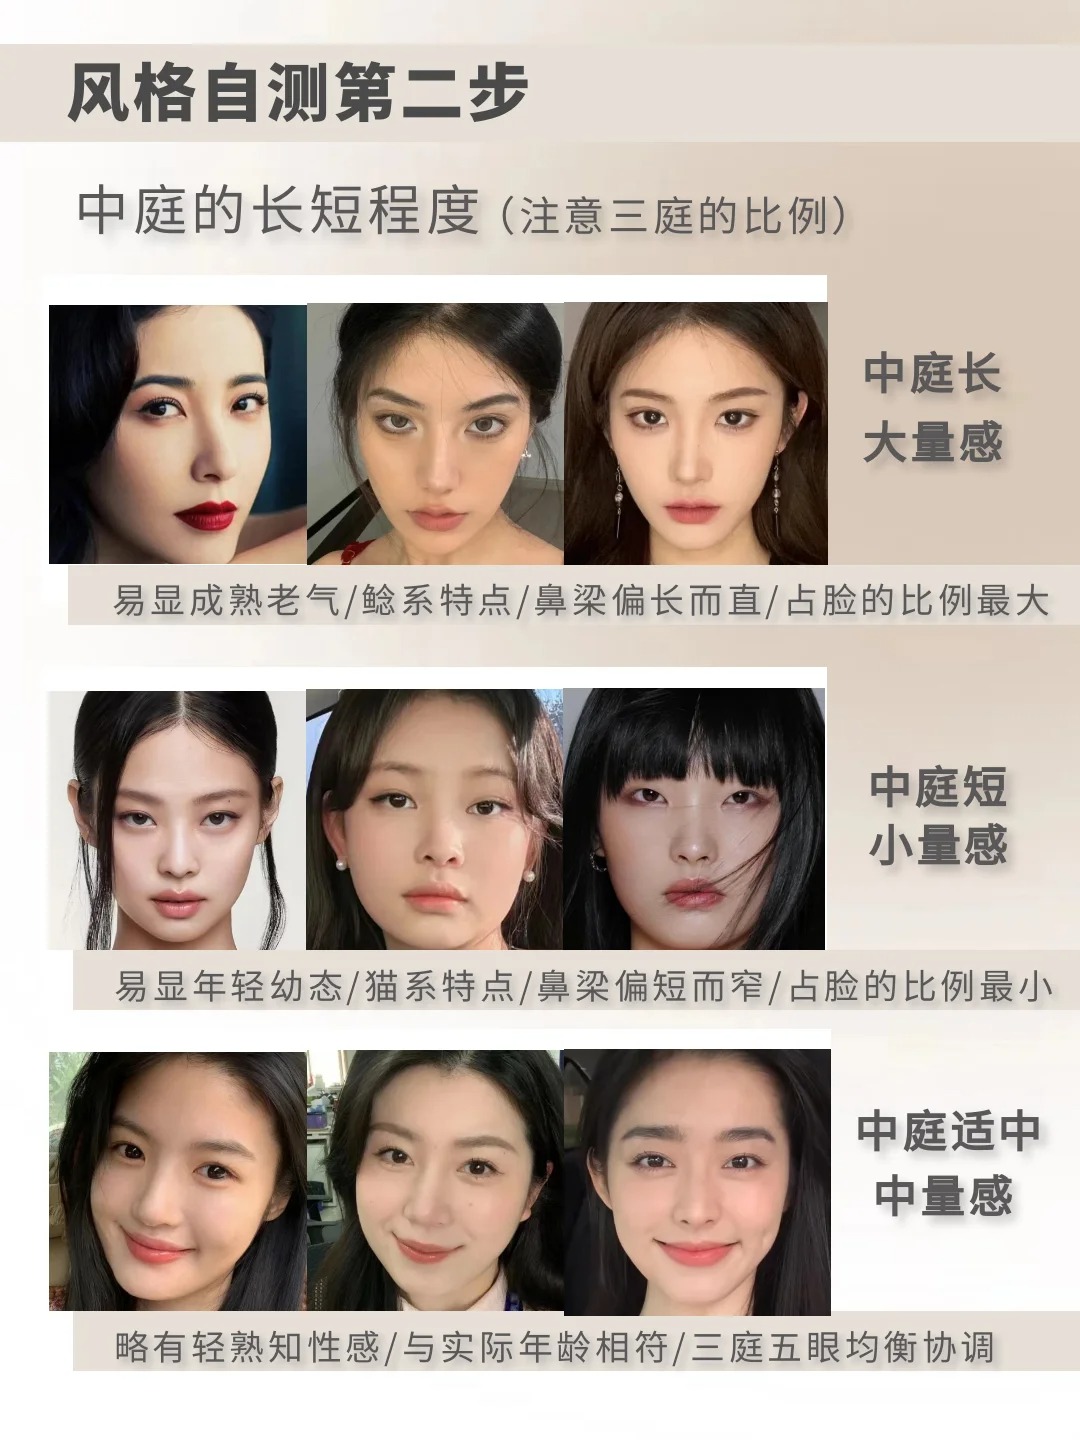 风格自测第二步
中庭的长短程度（注意三庭的比例）
中庭长
大量感
易显成熟老气/鲶系特点/鼻梁偏长而直/占脸的比例最大
中庭短
小量感
易显年轻幼态/猫系特点/鼻梁偏短而窄/占脸的比例最小
中庭适中
中量感
略有轻熟知性感/与实际年龄相符/三庭五眼均衡协调